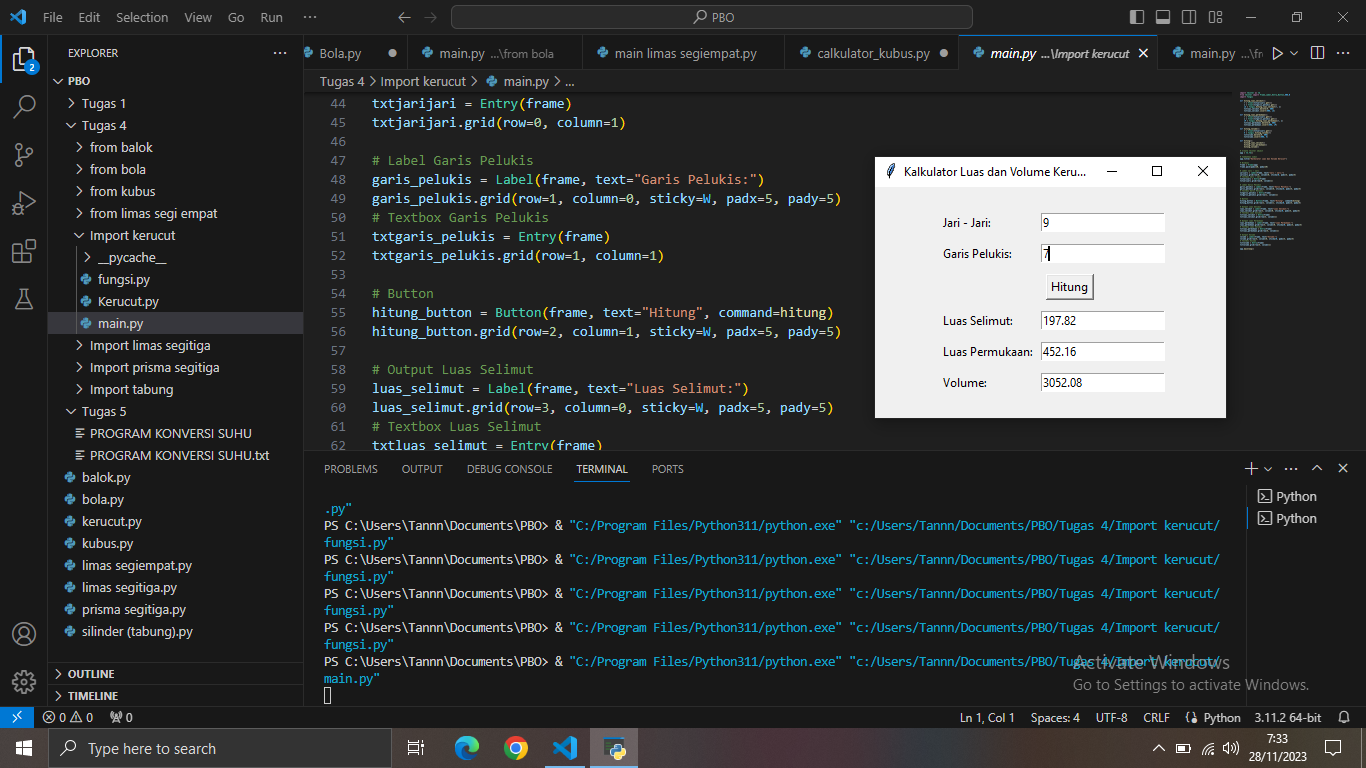 File Edit Selection View Go Run ··· PBO
EXPLORER ···
PBO
Tugas 1
Tugas 4
from balok
from bola
from kubus
from limas segi empat
Import kerucut
__pycache__
fungsi.py
Kerucut.py
main.py
Import limas segitiga
Import prisma segitiga
Import tabung
Tugas 5
PROGRAM KONVERSI SUHU
PROGRAM KONVERSI SUHU.txt
balok.py
bola.py
kerucut.py
kubus.py
limas segiempat.py
limas segitiga.py
prisma segitiga.py
silinder (tabung).py
OUTLINE
TIMELINE
Bola.py main.py ...\from bola main limas segiempat.py calkulator_kubus.py main.py ...\Import kerucut main.py ...\fr
Tugas 4 > Import kerucut > main.py > ...
44 txtjarijari = Entry(frame)
45 txtjarijari.grid(row=0, column=1)
46
47 # Label Garis Pelukis
48 garis_pelukis = Label(frame, text="Garis Pelukis:")
49 garis_pelukis.grid(row=1, column=0, sticky=W, padx=5, pady=5)
50 # Textbox Garis Pelukis
51 txtgaris_pelukis = Entry(frame)
52 txtgaris_pelukis.grid(row=1, column=1)
53
54 # Button
55 hitung_button = Button(frame, text="Hitung", command=hitung)
56 hitung_button.grid(row=2, column=1, sticky=W, padx=5, pady=5)
57
58 # Output Luas Selimut
59 luas_selimut = Label(frame, text="Luas Selimut:")
60 luas_selimut.grid(row=3, column=0, sticky=W, padx=5, pady=5)
61 # Textbox Luas Selimut
62 txtluas_selimut = Entry(frame)
Kalkulator Luas dan Volume Keru...
Jari - Jari: 9
Garis Pelukis: 7
Hitung
Luas Selimut: 197.82
Luas Permukaan: 452.16
Volume: 3052.08
PROBLEMS OUTPUT DEBUG CONSOLE TERMINAL PORTS
.py"
PS C:\Users\Tannn\Documents\PBO> & "C:/Program Files/Python311/python.exe" "c:/Users/Tannn/Documents/PBO/Tugas 4/Import kerucut/
fungsi.py"
PS C:\Users\Tannn\Documents\PBO> & "C:/Program Files/Python311/python.exe" "c:/Users/Tannn/Documents/PBO/Tugas 4/Import kerucut/
fungsi.py"
PS C:\Users\Tannn\Documents\PBO> & "C:/Program Files/Python311/python.exe" "c:/Users/Tannn/Documents/PBO/Tugas 4/Import kerucut/
fungsi.py"
PS C:\Users\Tannn\Documents\PBO> & "C:/Program Files/Python311/python.exe" "c:/Users/Tannn/Documents/PBO/Tugas 4/Import kerucut/
fungsi.py"
PS C:\Users\Tannn\Documents\PBO> & "C:/Program Files/Python311/python.exe" "c:/Users/Tannn/Documents/PBO/Tugas 4/Import kerucut/
main.py"
Python
Python
Activate Windows
Go to Settings to activate Windows.
0 0 0 Ln 1, Col 1 Spaces: 4 UTF-8 CRLF Python 3.11.2 64-bit
2
Type here to search
7:33
28/11/2023